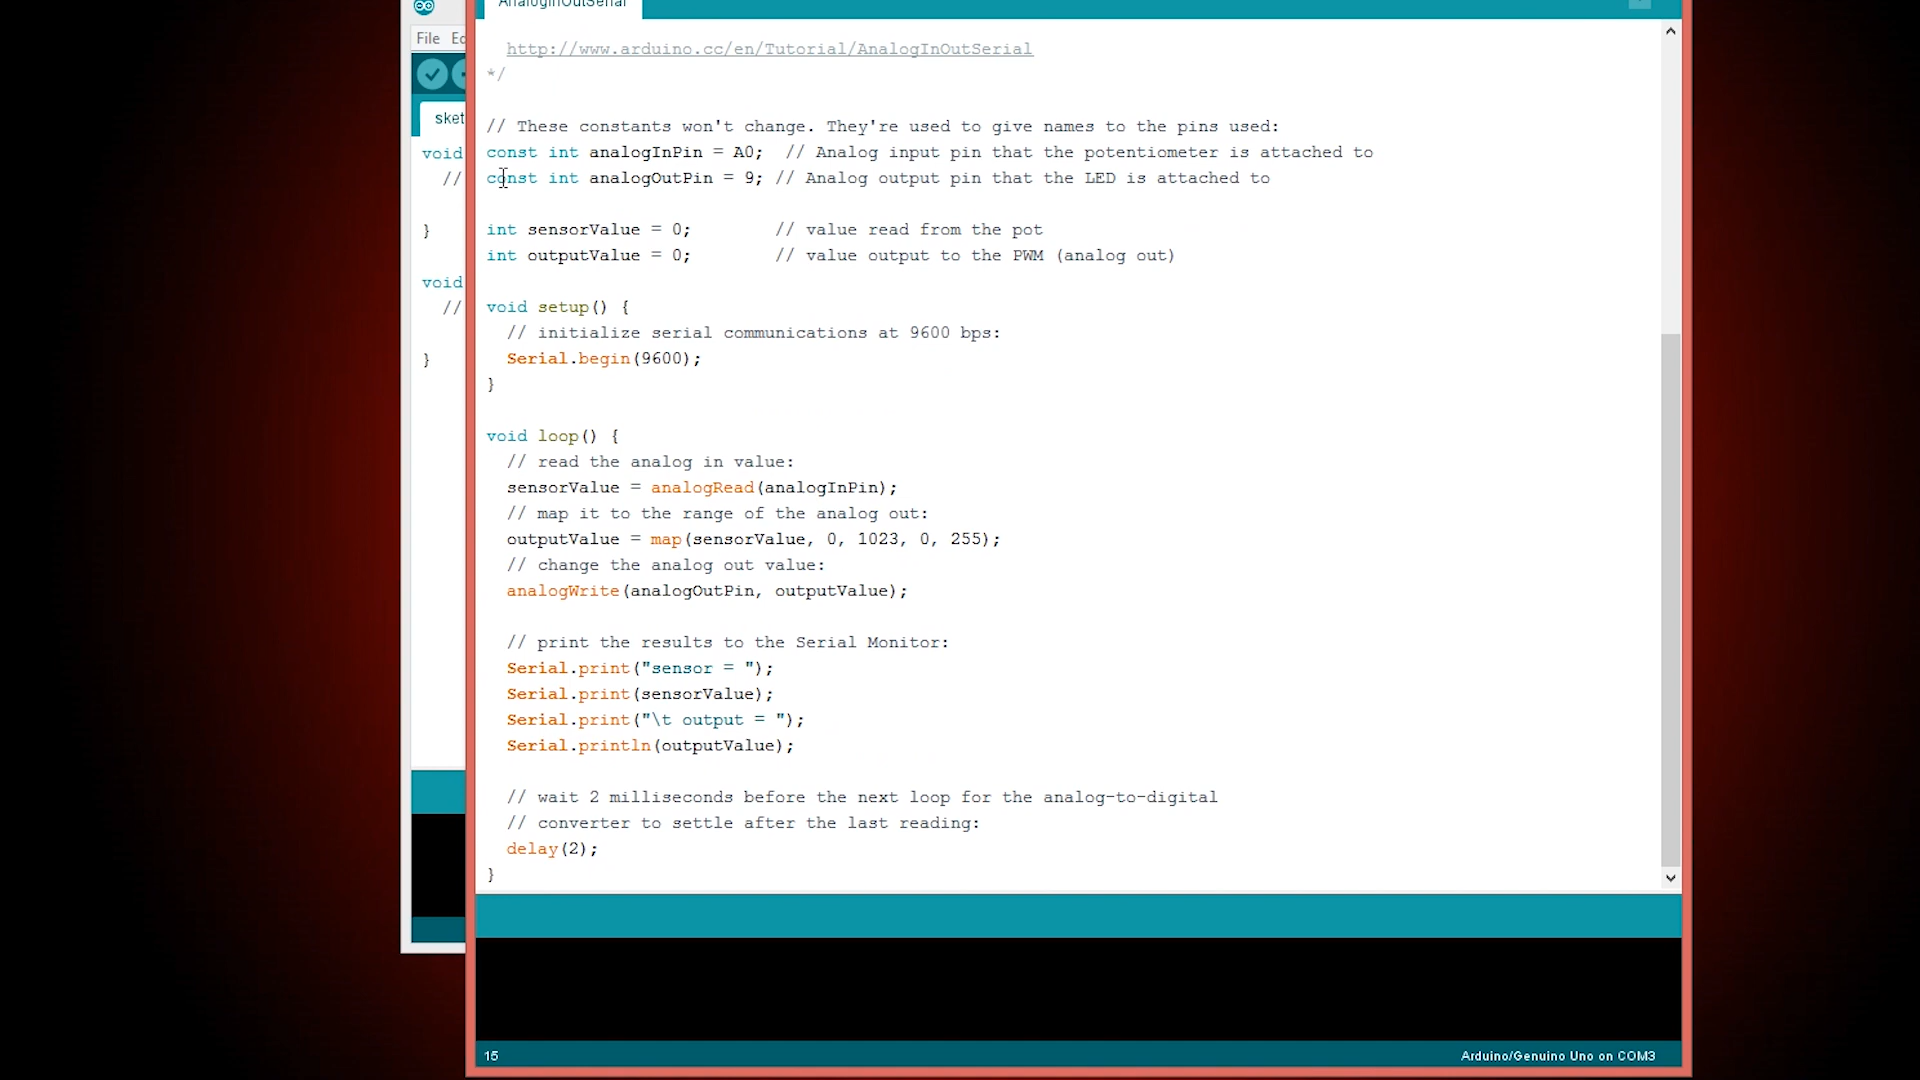 AnalogInOutSerial
File Ed
http://www.arduino.cc/en/Tutorial/AnalogInOutSerial
*/
sket
// These constants won't change. They're used to give names to the pins used:
const int analogInPin = A0;  // Analog input pin that the potentiometer is attached to
const int analogOutPin = 9; // Analog output pin that the LED is attached to
void
//
}
void
//
}
int sensorValue = 0;        // value read from the pot
int outputValue = 0;        // value output to the PWM (analog out)
void setup() {
// initialize serial communications at 9600 bps:
Serial.begin(9600);
}
void loop() {
// read the analog in value:
sensorValue = analogRead(analogInPin);
// map it to the range of the analog out:
outputValue = map(sensorValue, 0, 1023, 0, 255);
// change the analog out value:
analogWrite(analogOutPin, outputValue);
// print the results to the Serial Monitor:
Serial.print("sensor = ");
Serial.print(sensorValue);
Serial.print("\t output = ");
Serial.println(outputValue);
// wait 2 milliseconds before the next loop for the analog-to-digital
// converter to settle after the last reading:
delay(2);
}
15
Arduino/Genuino Uno on COM3